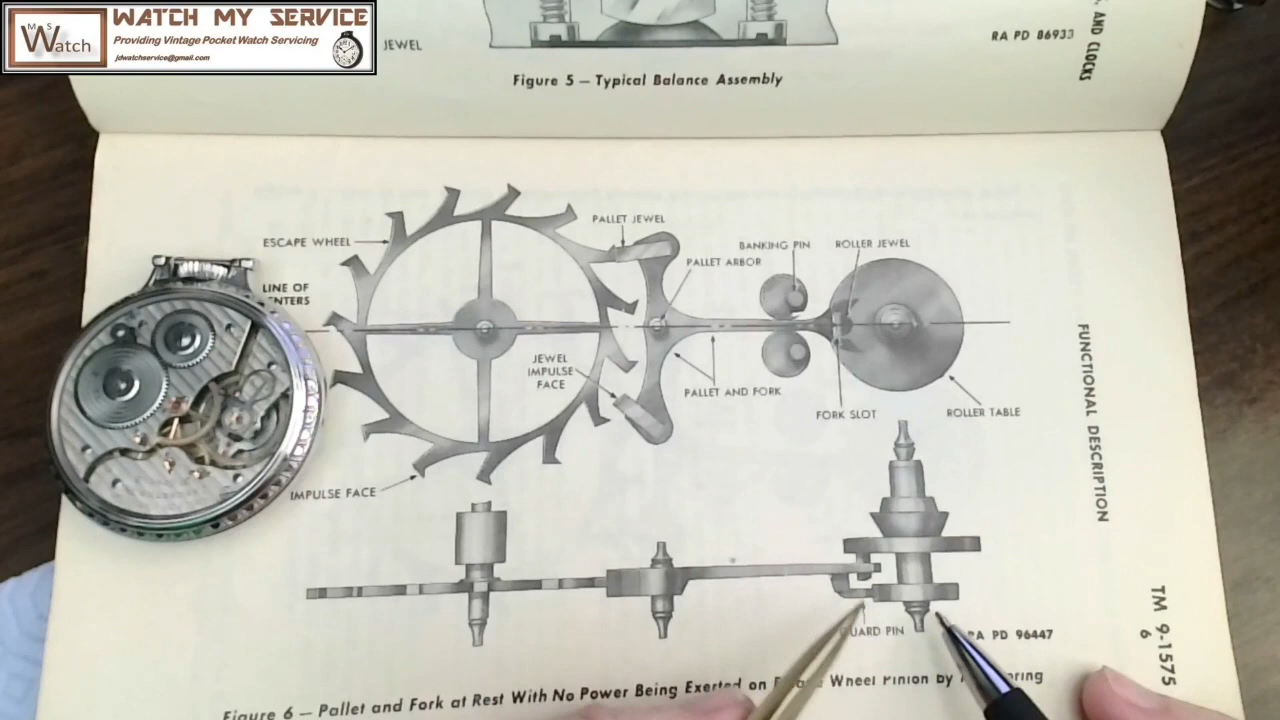 M S
Watch
WATCH MY SERVICE
Providing Vintage Pocket Watch Servicing
jdwatchservice@gmail.com
JEWEL
RA PD 86933
AND CLOCKS
Figure 5 — Typical Balance Assembly
ESCAPE WHEEL
PALLET JEWEL
BANKING PIN
ROLLER JEWEL
PALLET ARBOR
LINE OF
JEWEL
IMPULSE
FACE
PALLET AND FORK
FORK SLOT
ROLLER TABLE
IMPULSE FACE
FUNCTIONAL DESCRIPTION
PIN
PD 96447
TM 9-1575
6
Figure 6 — Pallet and Fork at Rest With No Power Being Exerted on Wheel Pinion by